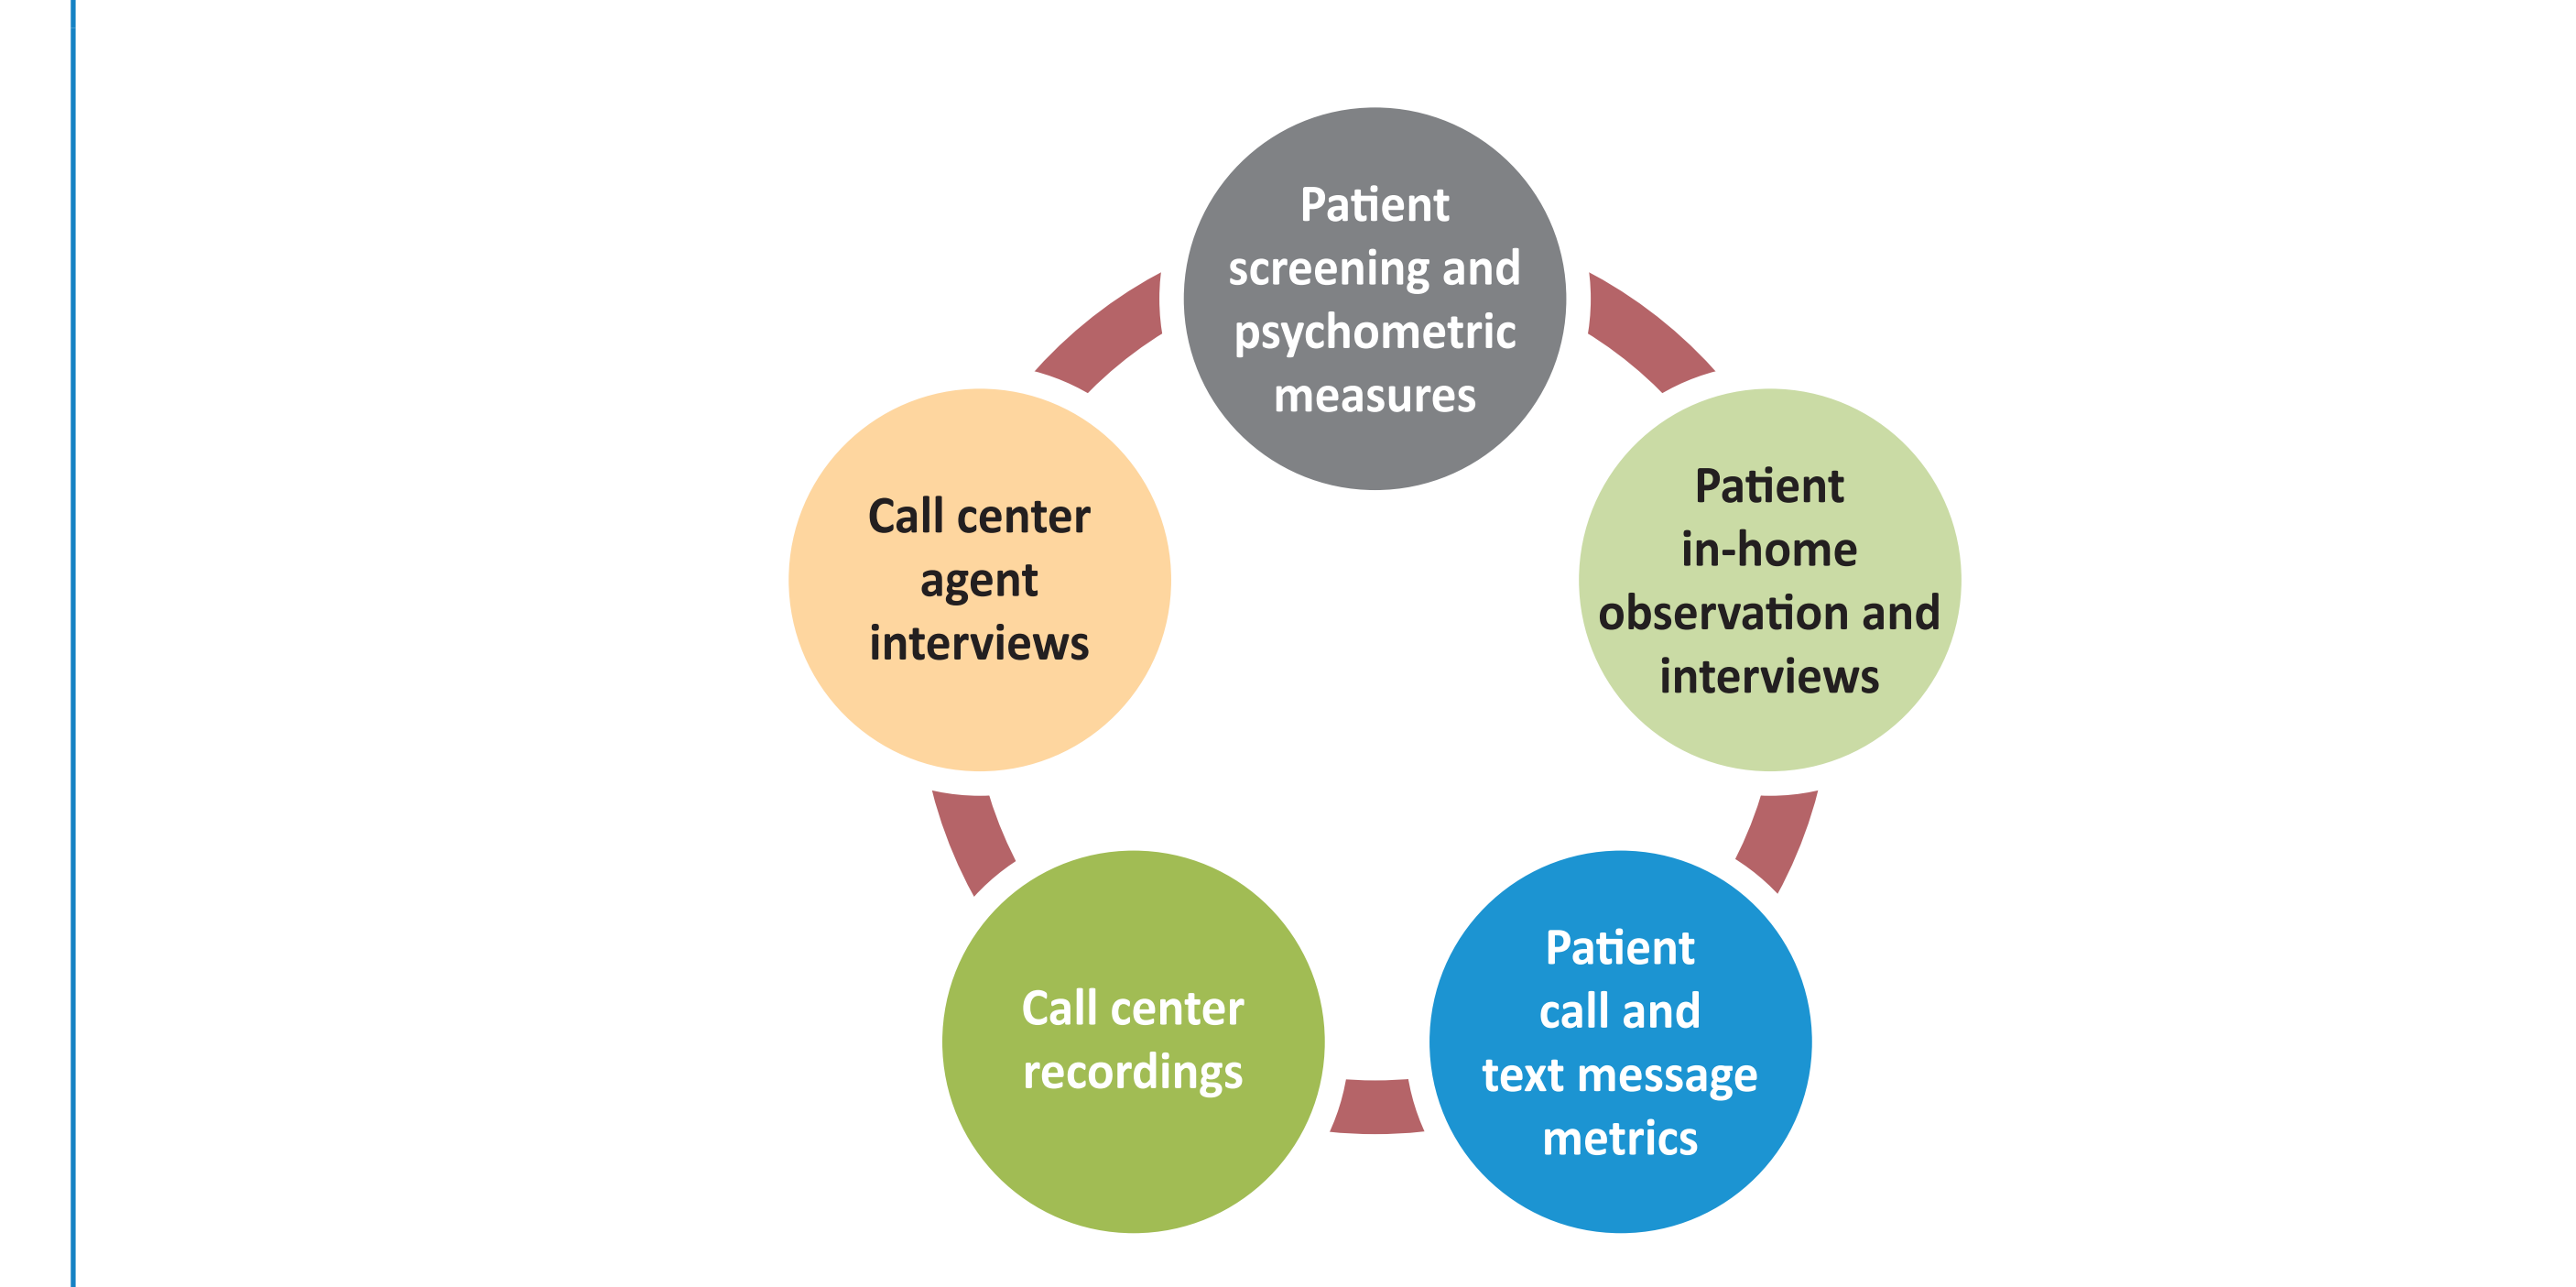 Patient
screening and
psychometric
measures
Patient
in-home
observation and
interviews
Patient
call and
text message
metrics
Call center
recordings
Call center
agent
interviews